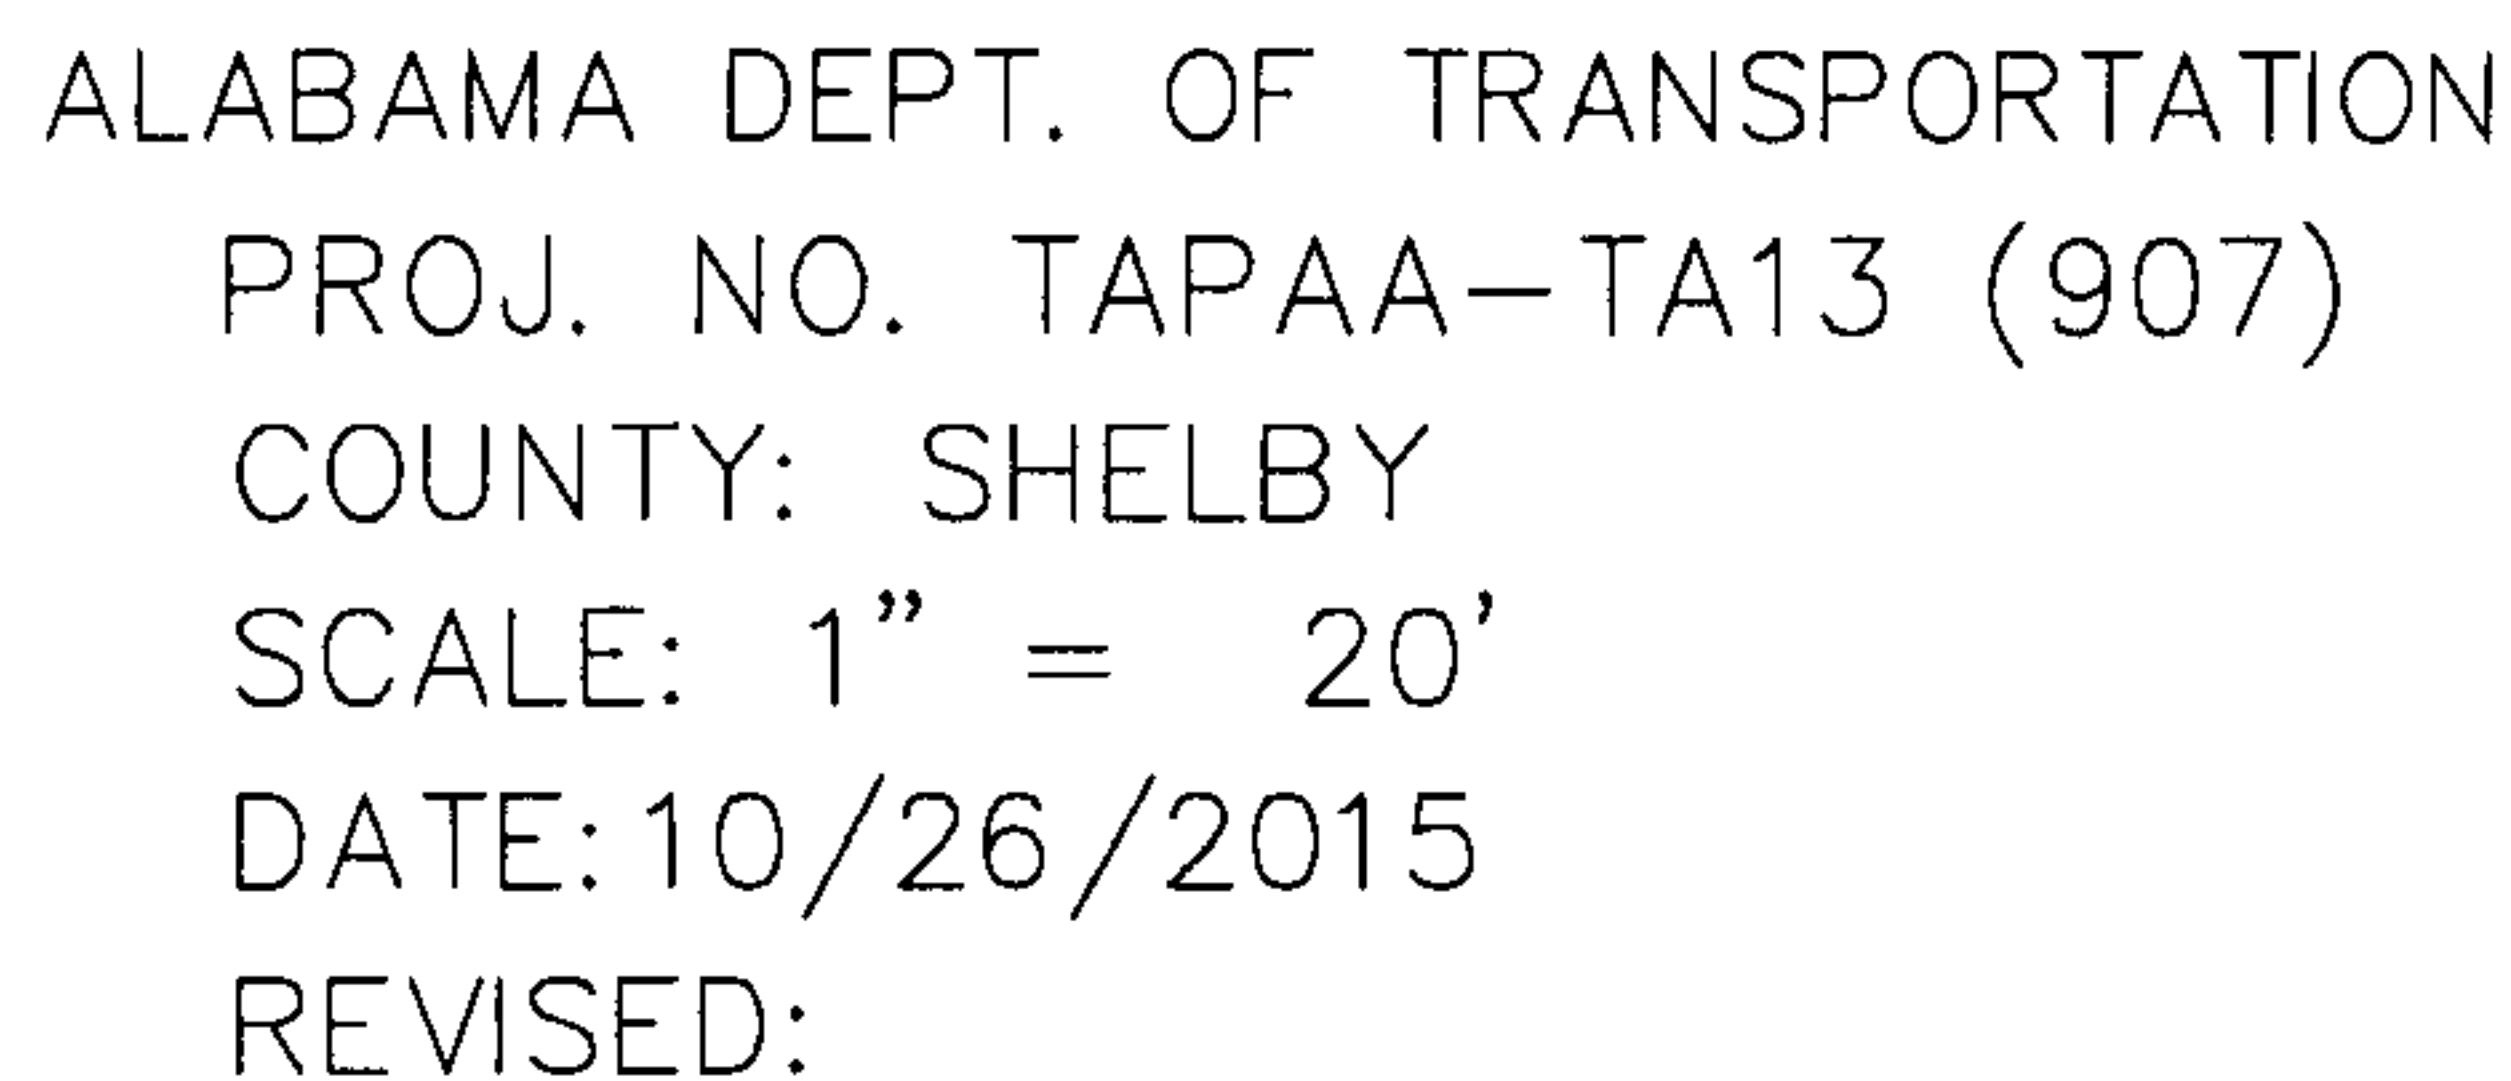 ALABAMA DEPT. OF TRANSPORTATION
PROJ. NO. TAPAA-TA13 (907)
COUNTY: SHELBY
SCALE: 1" = 20'
DATE:10/26/2015
REVISED: